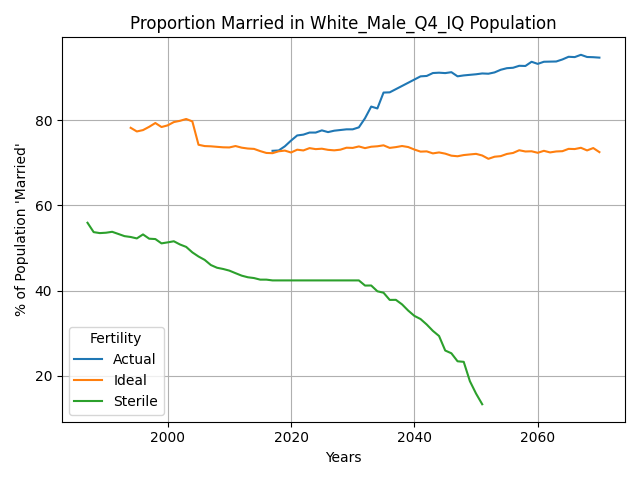 Proportion Married in White_Male_Q4_IQ Population
% of Population 'Married'
80
60
40
20
Fertility
Actual
Ideal
Sterile
2000 2020 2040 2060
Years